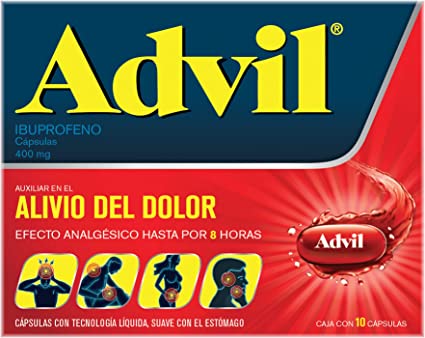 Advil®
IBUPROFENO
Cápsulas
400 mg
AUXILIAR EN EL
ALIVIO DEL DOLOR
EFECTO ANALGÉSICO HASTA POR 8 HORAS
Advil
CÁPSULAS CON TECNOLOGÍA LÍQUIDA, SUAVE CON EL ESTÓMAGO
CAJA CON 10 CÁPSULAS